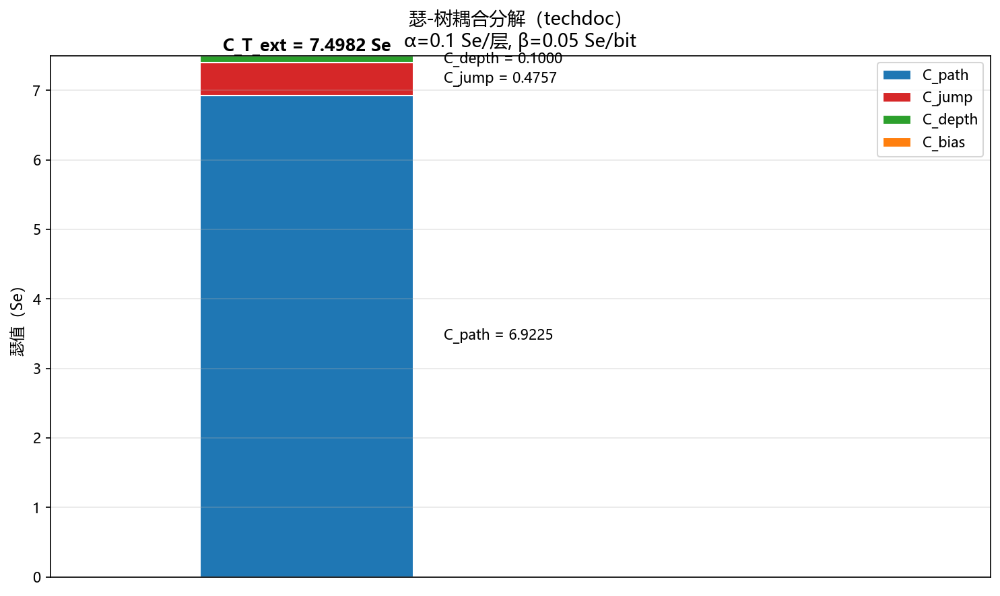 瑟-树耦合分解（techdoc）
α=0.1 Se/层, β=0.05 Se/bit
C_T_ext = 7.4982 Se
C_depth = 0.1000
C_jump = 0.4757
C_path = 6.9225
C_path
C_jump
C_depth
C_bias
瑟值（Se）
7
6
5
4
3
2
1
0